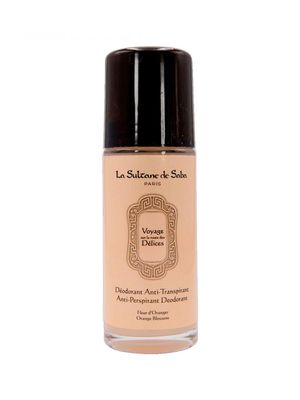 La Sultane de Saba
PARIS
Voyage
sur la route des
Délices
Déodorant Anti-Transpirant
Anti-Perspirant Deodorant
Fleur d'Oranger
Orange Blossom